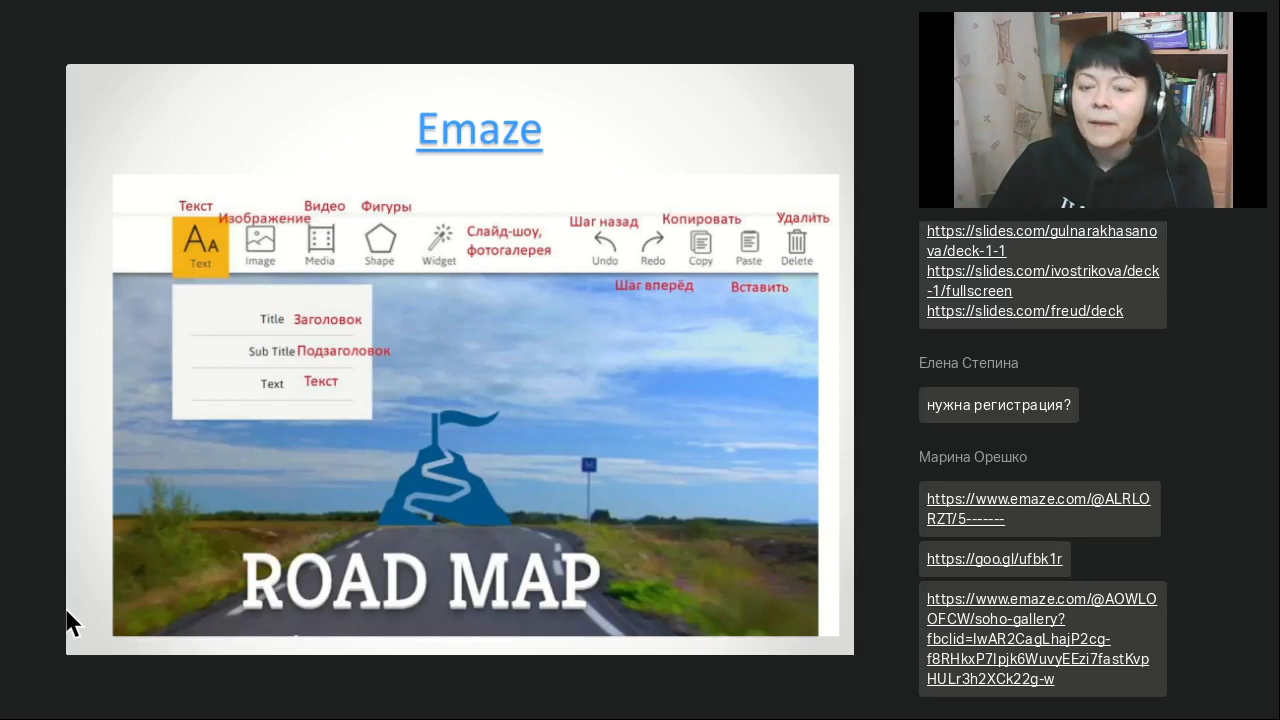 Emaze
Текст
Изображение
Видео
Фигуры
Слайд-шоу,
фотогалерея
Шаг назад
Копировать
Удалить
Text
Image
Media
Shape
Widget
Undo
Redo
Copy
Paste
Delete
Шаг вперёд
Вставить
Title Заголовок
Sub Title Подзаголовок
Text Текст
M
ROAD MAP
https://slides.com/gulnarakhasano
va/deck-1-1
https://slides.com/ivostrikova/deck
-1/fullscreen
https://slides.com/freud/deck
Елена Степина
нужна регистрация?
Марина Орешко
https://www.emaze.com/@ALRLO
RZT/5-------
https://goo.gl/ufbk1r
https://www.emaze.com/@AOWLO
OFCW/soho-gallery?
fbclid=IwAR2CagLhajP2cg-
f8RHkxP7Ipjk6WuvyEEzi7fastKvp
HULr3h2XCk22g-w